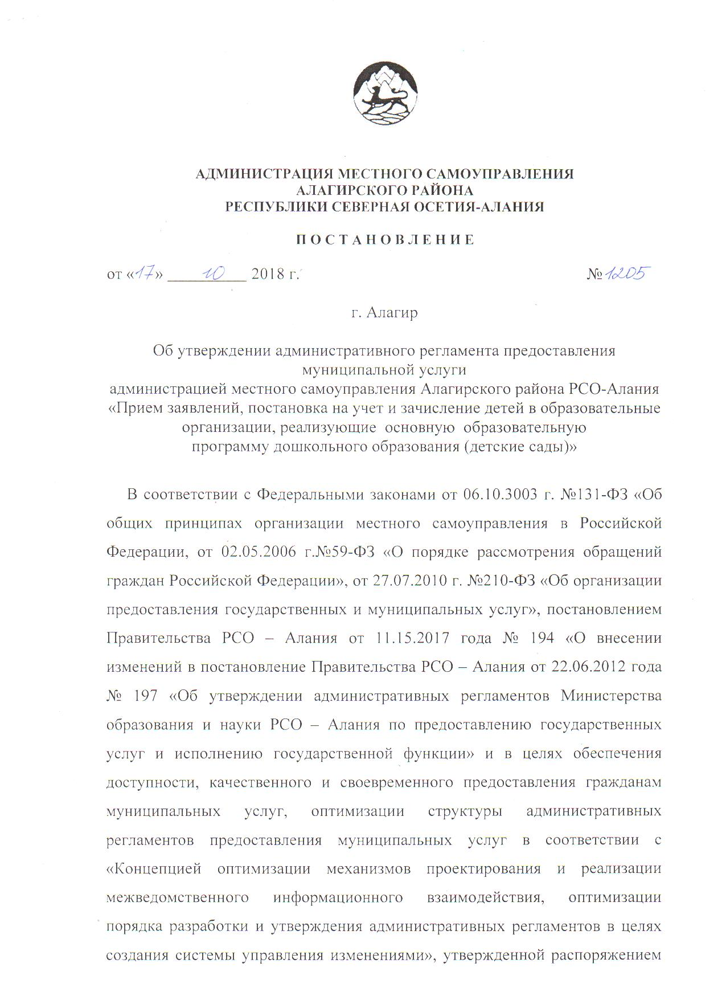 АДМИНИСТРАЦИЯ МЕСТНОГО САМОУПРАВЛЕНИЯ
АЛАГИРСКОГО РАЙОНА
РЕСПУБЛИКИ СЕВЕРНАЯ ОСЕТИЯ-АЛАНИЯ
П О С Т А Н О В Л Е Н И Е
от «17» __________ 10 2018 г. №1205
г. Алагир
Об утверждении административного регламента предоставления
муниципальной услуги
администрацией местного самоуправления Алагирского района РСО-Алания
«Прием заявлений, постановка на учет и зачисление детей в образовательные
организации, реализующие основную образовательную
программу дошкольного образования (детские сады)»
В соответствии с Федеральными законами от 06.10.3003 г. №131-ФЗ «Об
общих принципах организации местного самоуправления в Российской
Федерации, от 02.05.2006 г.№59-ФЗ «О порядке рассмотрения обращений
граждан Российской Федерации», от 27.07.2010 г. №210-ФЗ «Об организации
предоставления государственных и муниципальных услуг», постановлением
Правительства РСО – Алания от 11.15.2017 года № 194 «О внесении
изменений в постановление Правительства РСО – Алания от 22.06.2012 года
№ 197 «Об утверждении административных регламентов Министерства
образования и науки РСО – Алания по предоставлению государственных
услуг и исполнению государственной функции» и в целях обеспечения
доступности, качественного и своевременного предоставления гражданам
муниципальных услуг, оптимизации структуры административных
регламентов предоставления муниципальных услуг в соответствии с
«Концепцией оптимизации механизмов проектирования и реализации
межведомственного информационного взаимодействия, оптимизации
порядка разработки и утверждения административных регламентов в целях
создания системы управления изменениями», утвержденной распоряжением